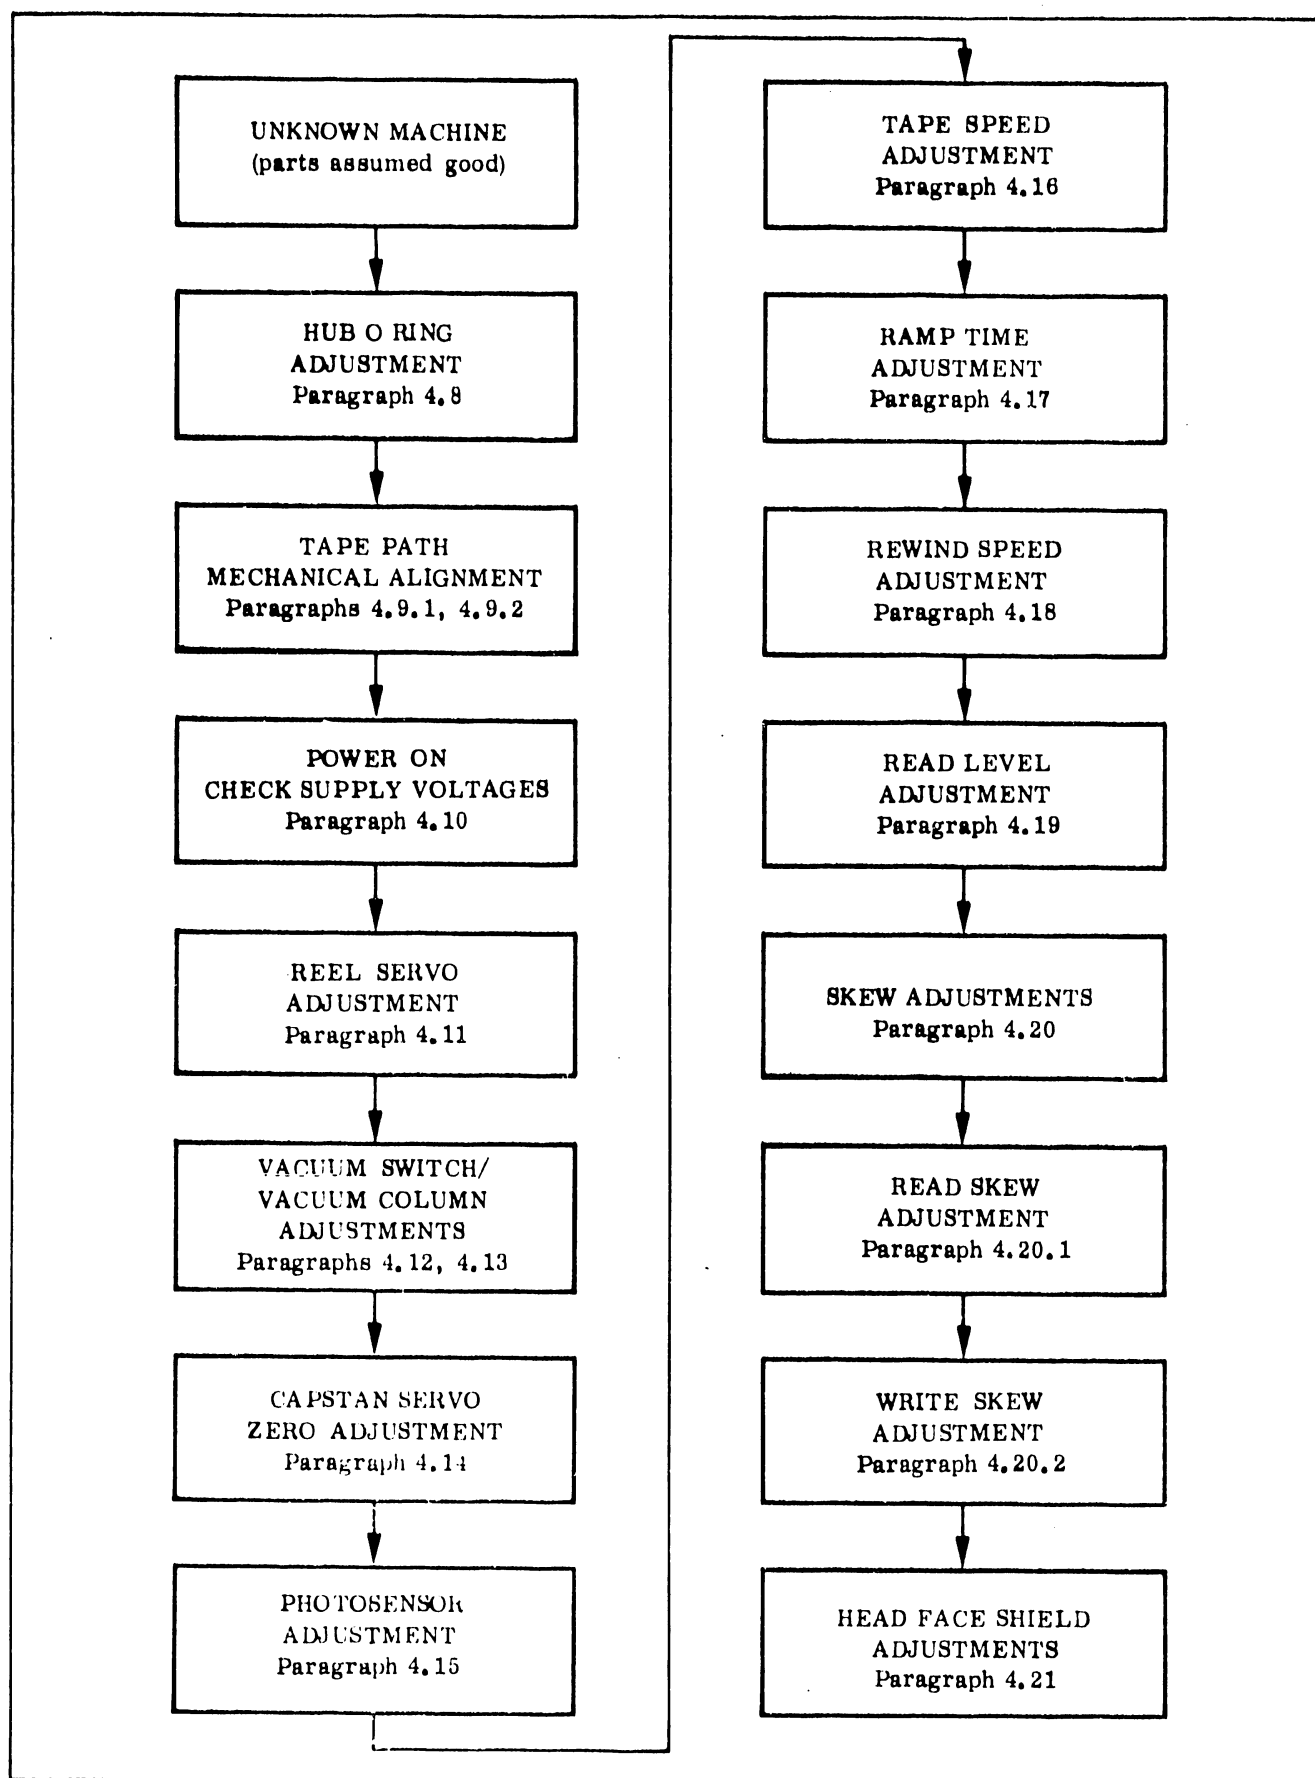 UNKNOWN MACHINE
(parts assumed good)
HUB O RING
ADJUSTMENT
Paragraph 4.8
TAPE PATH
MECHANICAL ALIGNMENT
Paragraphs 4.9.1, 4.9.2
POWER ON
CHECK SUPPLY VOLTAGES
Paragraph 4.10
REEL SERVO
ADJUSTMENT
Paragraph 4.11
VACUUM SWITCH/
VACUUM COLUMN
ADJUSTMENTS
Paragraphs 4.12, 4.13
CAPSTAN SERVO
ZERO ADJUSTMENT
Paragraph 4.14
PHOTOSENSOR
ADJUSTMENT
Paragraph 4.15
TAPE SPEED
ADJUSTMENT
Paragraph 4.16
RAMP TIME
ADJUSTMENT
Paragraph 4.17
REWIND SPEED
ADJUSTMENT
Paragraph 4.18
READ LEVEL
ADJUSTMENT
Paragraph 4.19
SKEW ADJUSTMENTS
Paragraph 4.20
READ SKEW
ADJUSTMENT
Paragraph 4.20.1
WRITE SKEW
ADJUSTMENT
Paragraph 4.20.2
HEAD FACE SHIELD
ADJUSTMENTS
Paragraph 4.21